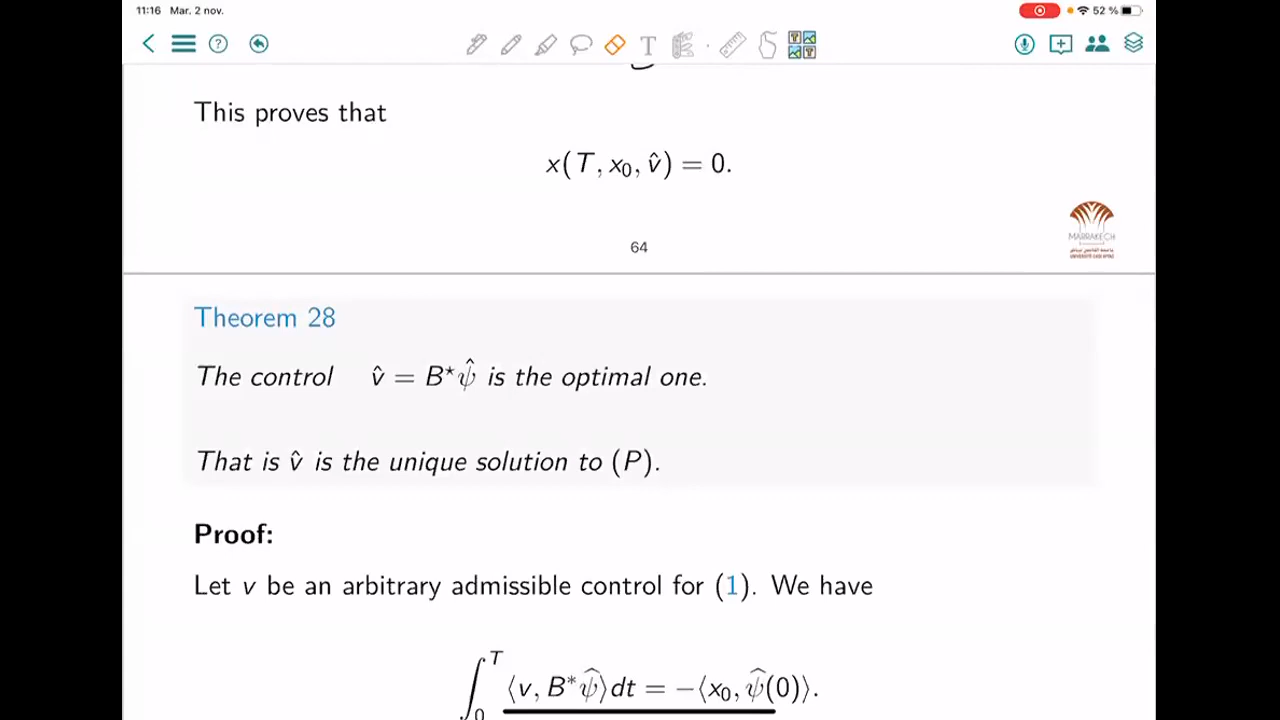 11:16 Mar. 2 nov.
52 %
This proves that
x(T, x₀, v̂) = 0.
MARRAKECH
64
Theorem 28
The control v̂ = B⋆ψ̂ is the optimal one.
That is v̂ is the unique solution to (P).
Proof:
Let v be an arbitrary admissible control for (1). We have
∫₀ᵀ ⟨v, B*ψ̂⟩dt = −⟨x₀, ψ̂(0)⟩.